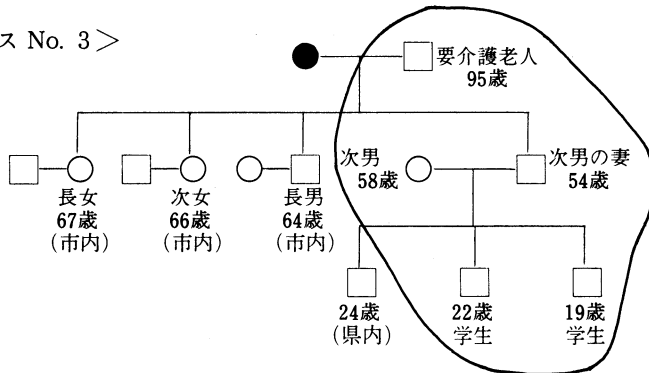 ス No. 3>
要介護老人
95歳
次男
58歳
次男の妻
54歳
長女
67歳
(市内)
次女
66歳
(市内)
長男
64歳
(市内)
24歳
(県内)
22歳
学生
19歳
学生